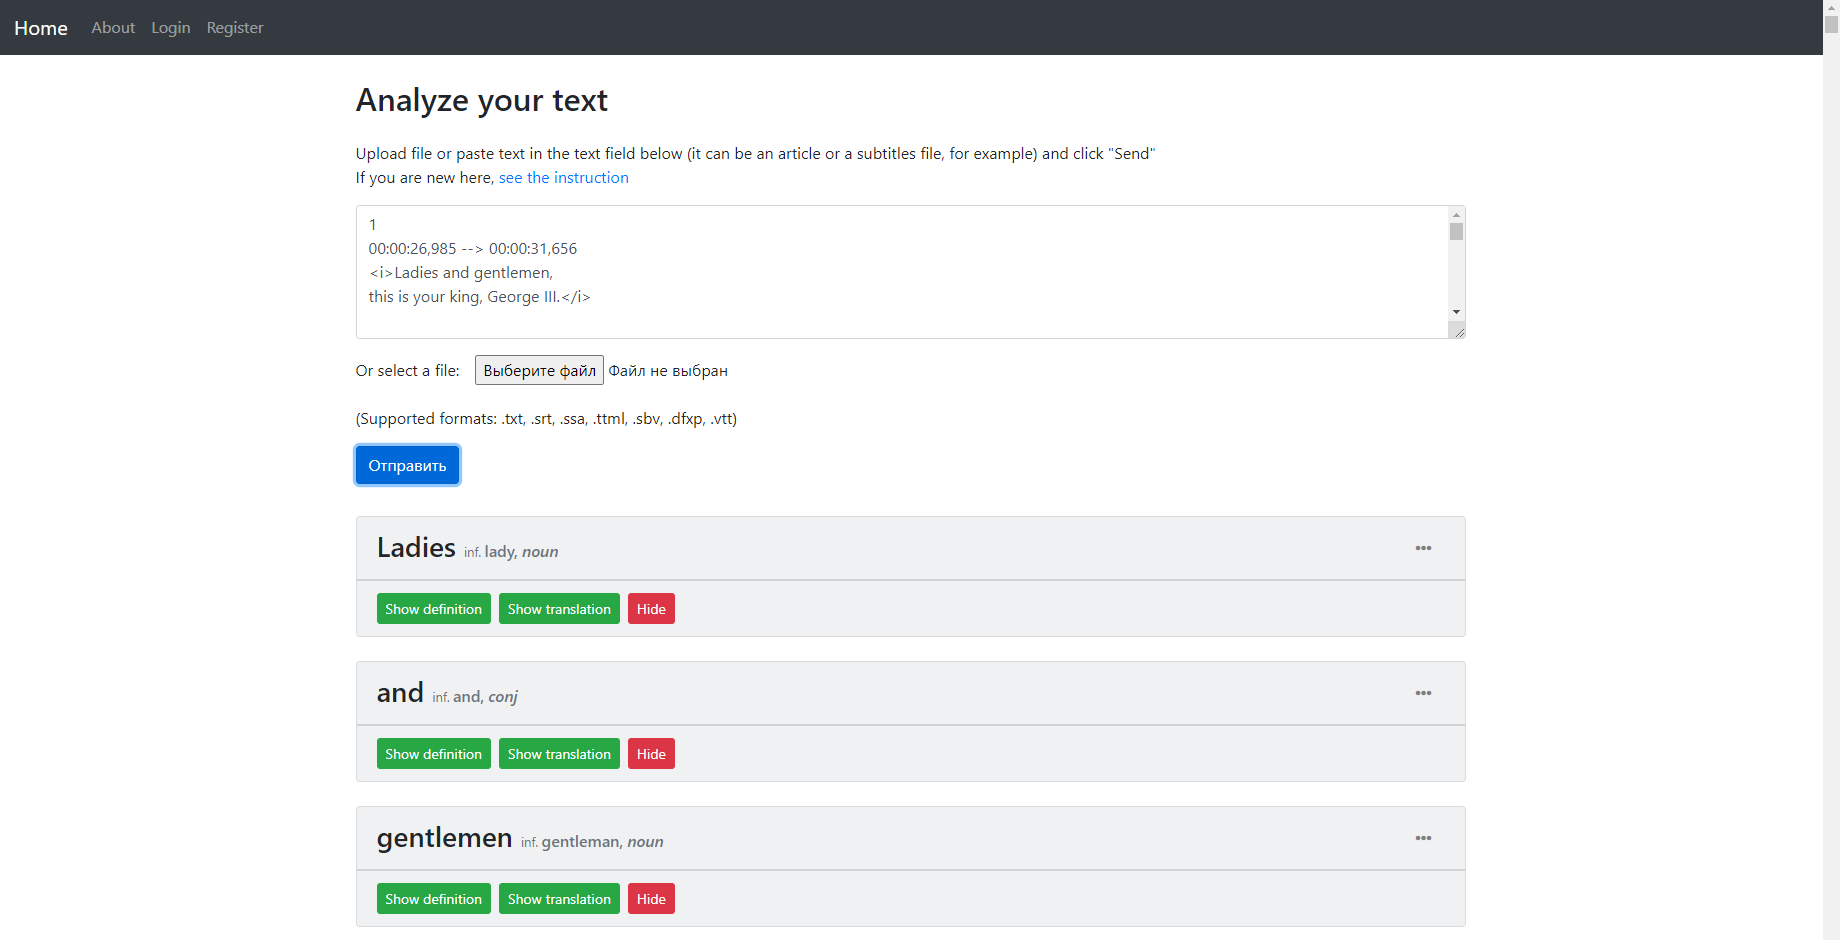 Home About Login Register
Analyze your text
Upload file or paste text in the text field below (it can be an article or a subtitles file, for example) and click "Send"
If you are new here, see the instruction
1
00:00:26,985 --> 00:00:31,656
<i>Ladies and gentlemen,
this is your king, George III.</i>
Or select a file: Выберите файл Файл не выбран
(Supported formats: .txt, .srt, .ssa, .ttml, .sbv, .dfxp, .vtt)
Отправить
Ladies inf. lady, noun
Show definition Show translation Hide
and inf. and, conj
Show definition Show translation Hide
gentlemen inf. gentleman, noun
Show definition Show translation Hide